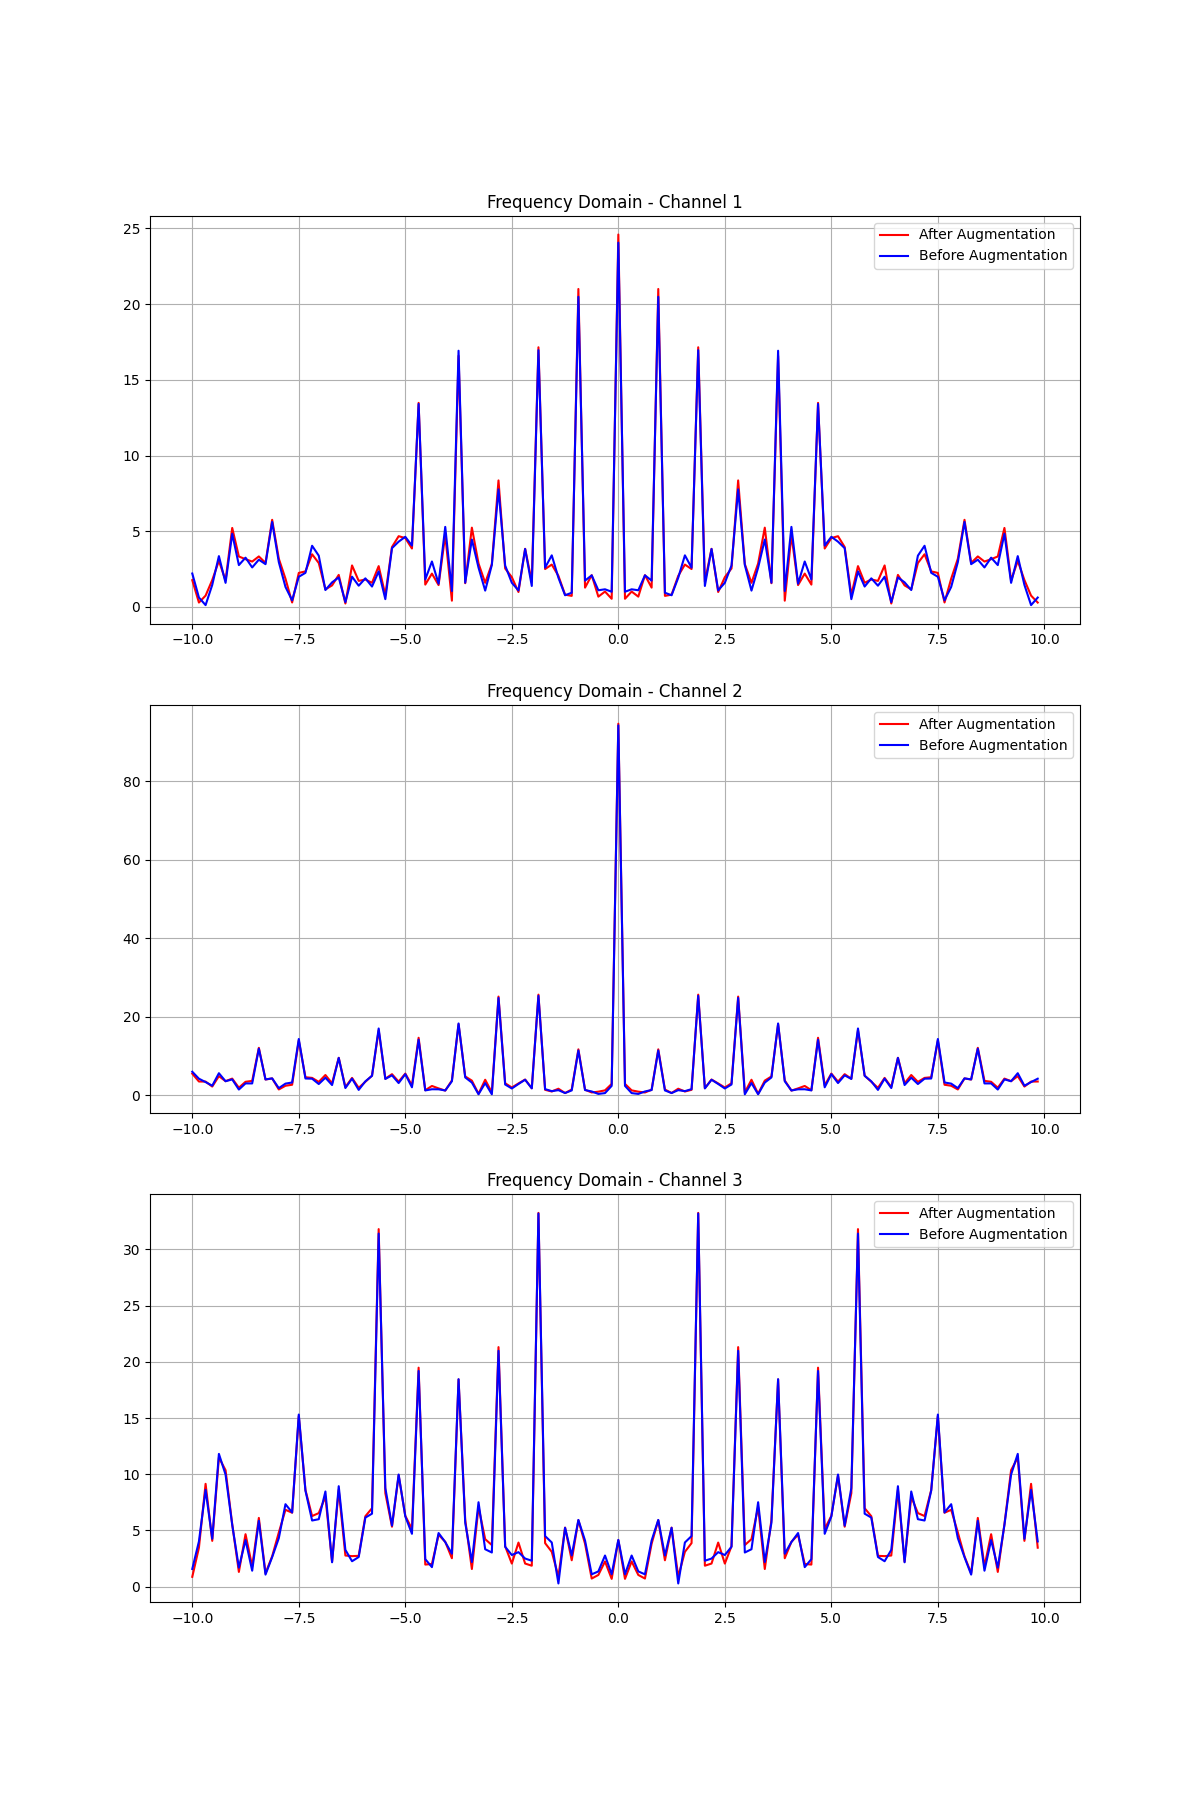 Frequency Domain - Channel 1
After Augmentation
Before Augmentation
25
20
15
10
5
0
−10.0 −7.5 −5.0 −2.5 0.0 2.5 5.0 7.5 10.0
Frequency Domain - Channel 2
After Augmentation
Before Augmentation
80
60
40
20
0
−10.0 −7.5 −5.0 −2.5 0.0 2.5 5.0 7.5 10.0
Frequency Domain - Channel 3
After Augmentation
Before Augmentation
30
25
20
15
10
5
0
−10.0 −7.5 −5.0 −2.5 0.0 2.5 5.0 7.5 10.0